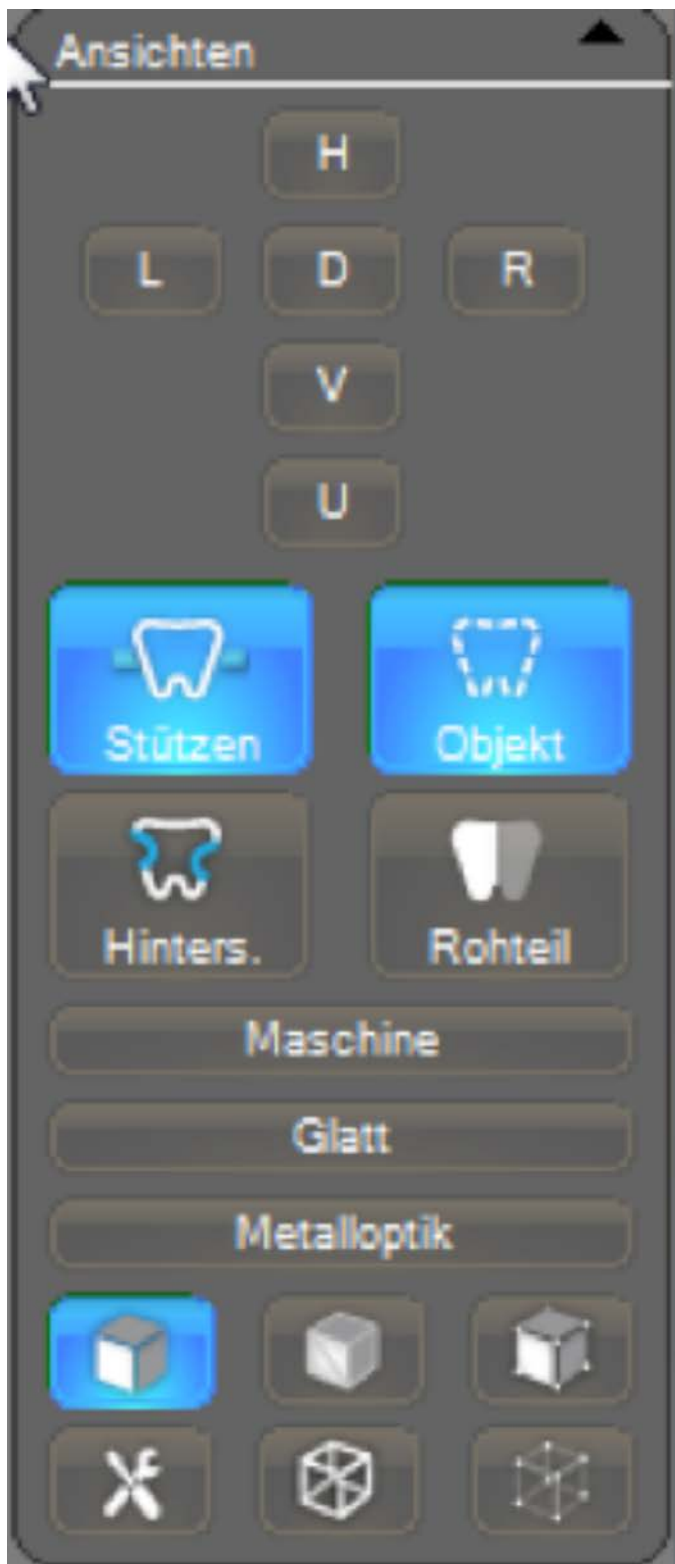 Ansichten
H
L D R
V
U
Stützen Objekt
Hinters. Rohteil
Maschine
Glatt
Metalloptik